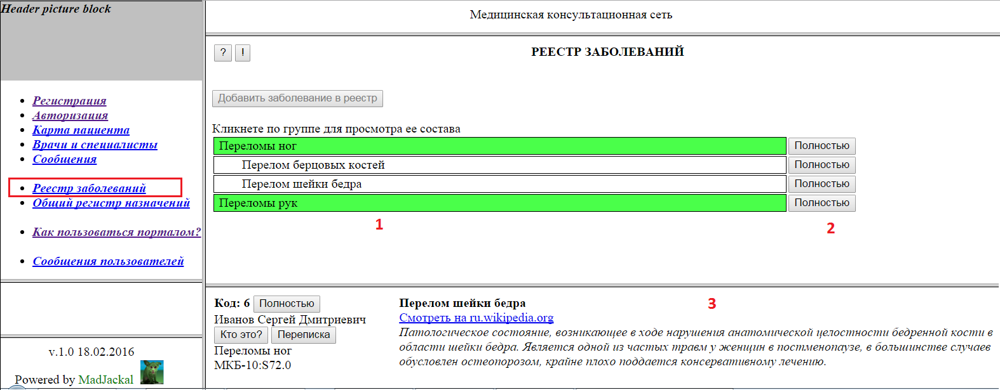 Header picture block
Регистрация
Авторизация
Карта пациента
Врачи и специалисты
Сообщения
Реестр заболеваний
Общий регистр назначений
Как пользоваться порталом?
Сообщения пользователей
v.1.0 18.02.2016
Powered by MadJackal
Медицинская консультационная сеть
? ! РЕЕСТР ЗАБОЛЕВАНИЙ
Добавить заболевание в реестр
Кликнете по группе для просмотра ее состава
Переломы ног Полностью
Перелом берцовых костей Полностью
Перелом шейки бедра Полностью
Переломы рук Полностью
1 2
Код: 6 Полностью
Иванов Сергей Дмитриевич
Кто это? Переписка
Переломы ног
МКБ-10:S72.0
Перелом шейки бедра 3
Смотреть на ru.wikipedia.org
Патологическое состояние, возникающее в ходе нарушения анатомической целостности бедренной кости в
области шейки бедра. Является одной из частых травм у женщин в постменопаузе, в большинстве случаев
обусловлен остеопорозом, крайне плохо поддается консервативному лечению.